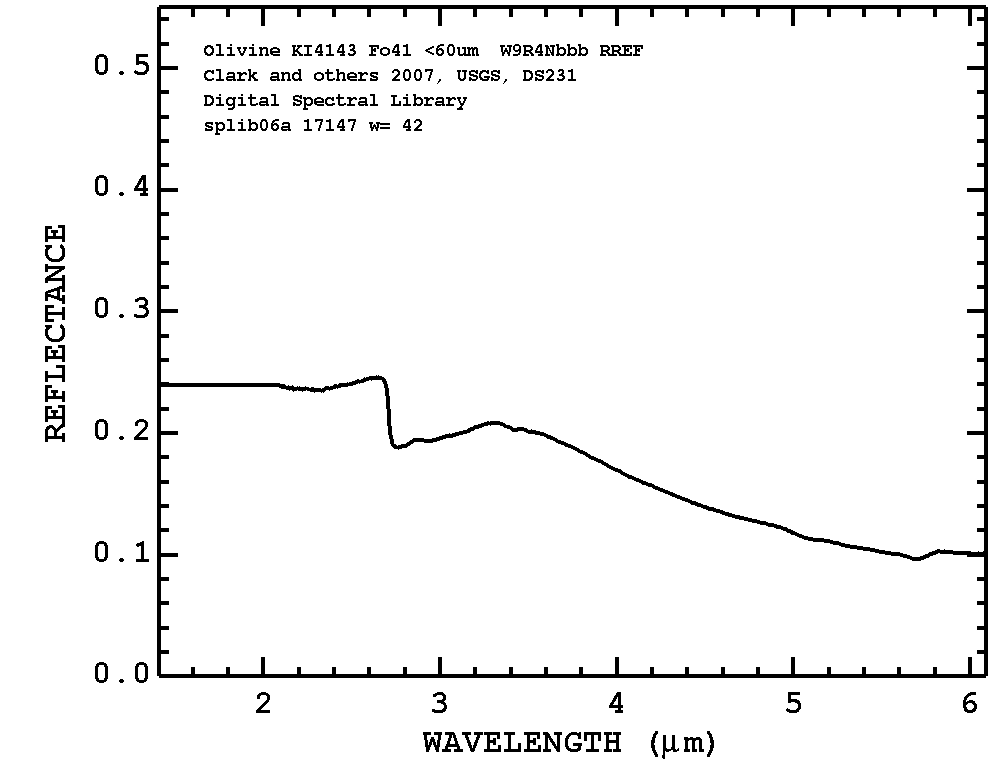 Olivine KI4143 Fo41 <60um  W9R4Nbbb RREF
Clark and others 2007, USGS, DS231
Digital Spectral Library
splib06a 17147 w= 42
0.5
0.4
0.3
0.2
0.1
0.0
REFLECTANCE
2 3 4 5 6
WAVELENGTH (μm)